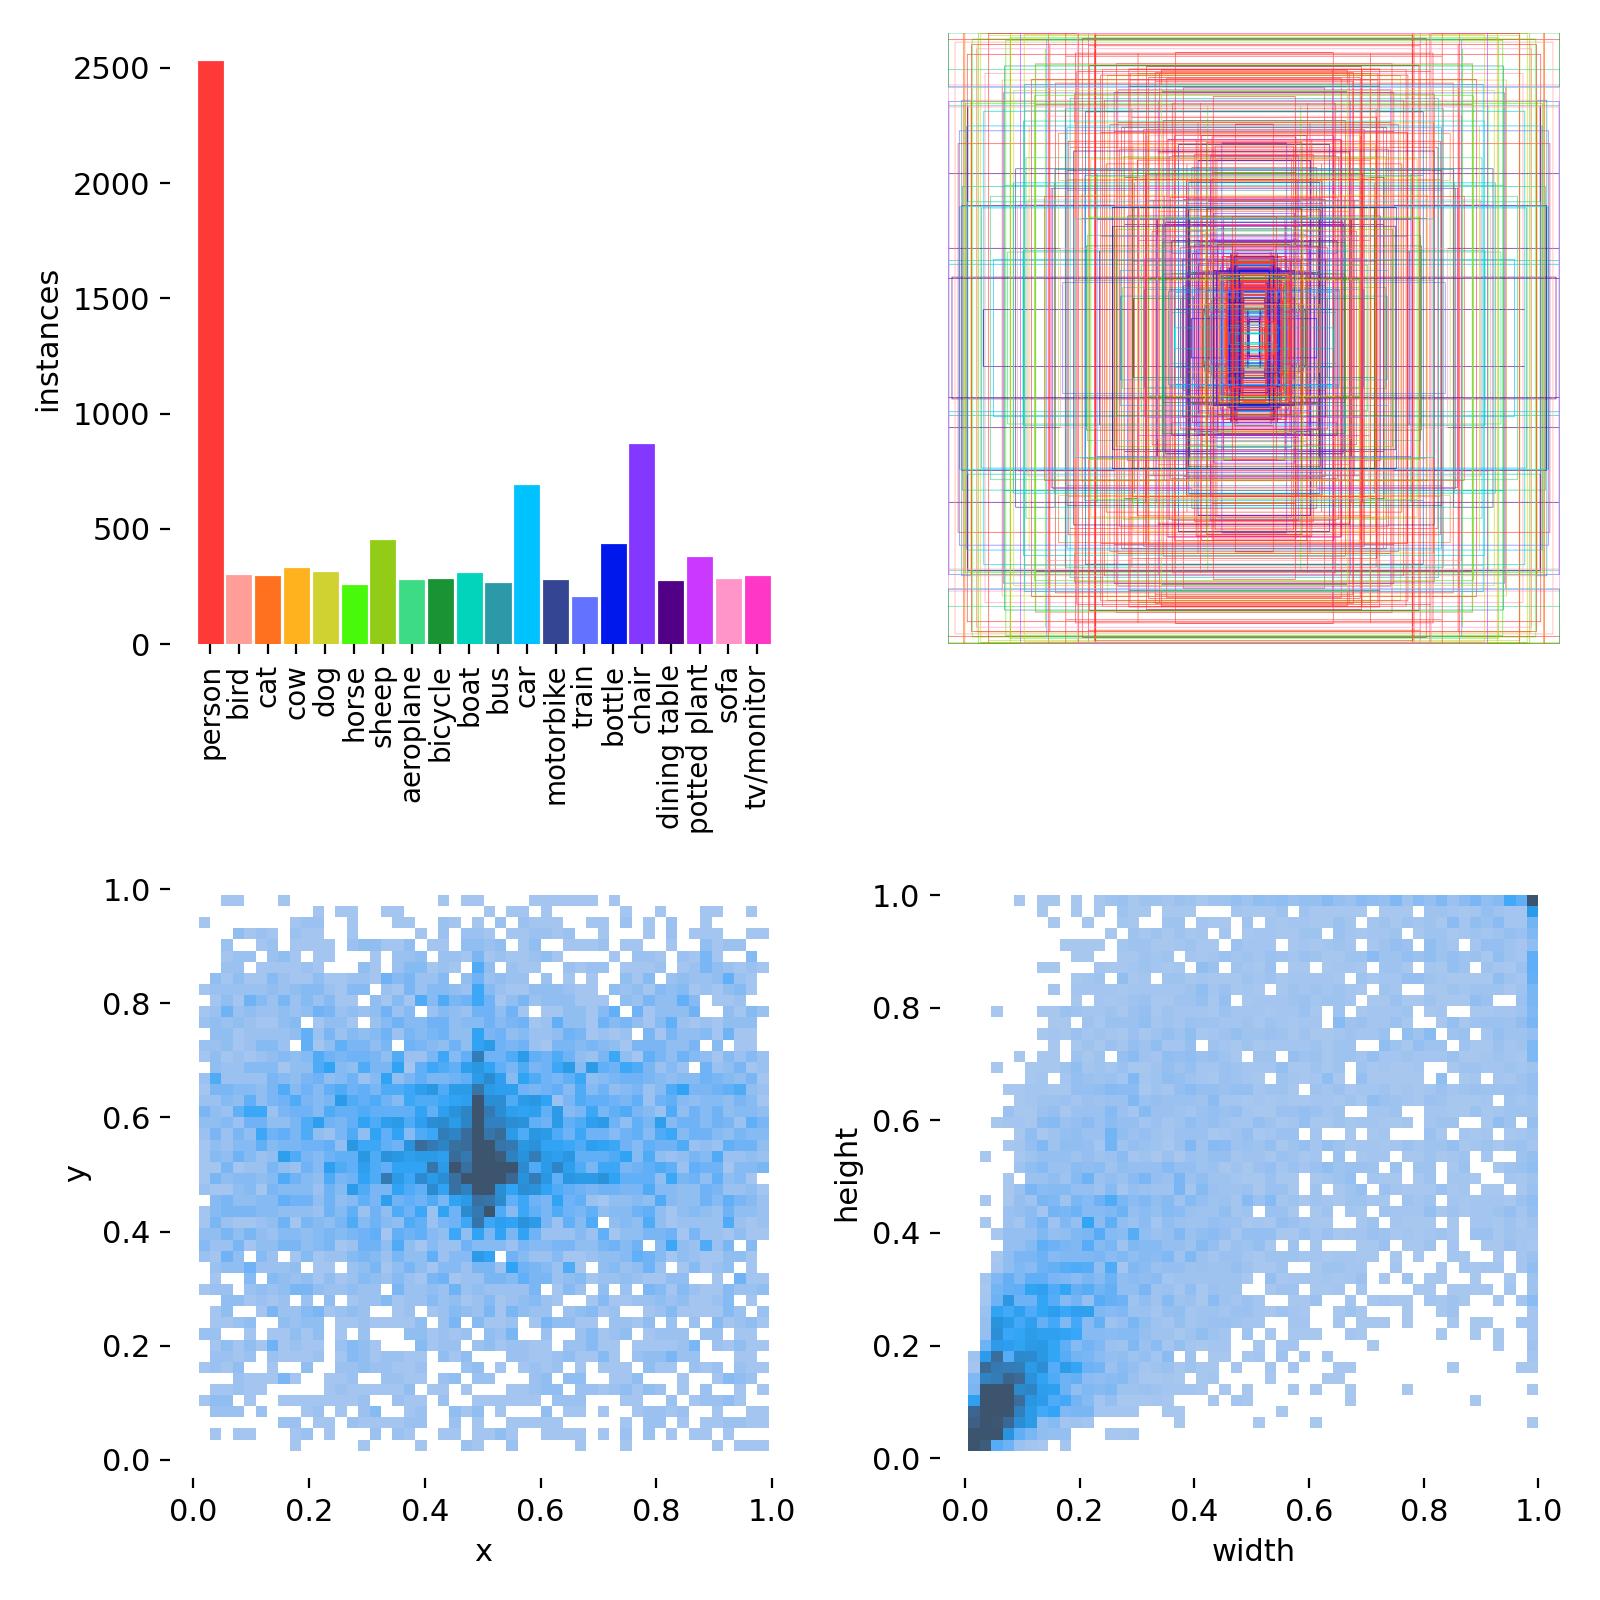 2500
2000
1500
1000
500
0
instances
person
bird
cat
cow
dog
horse
sheep
aeroplane
bicycle
boat
bus
car
motorbike
train
bottle
chair
dining table
potted plant
sofa
tv/monitor
1.0
0.8
0.6
0.4
0.2
0.0
y
0.0 0.2 0.4 0.6 0.8 1.0
x
1.0
0.8
0.6
0.4
0.2
0.0
height
0.0 0.2 0.4 0.6 0.8 1.0
width